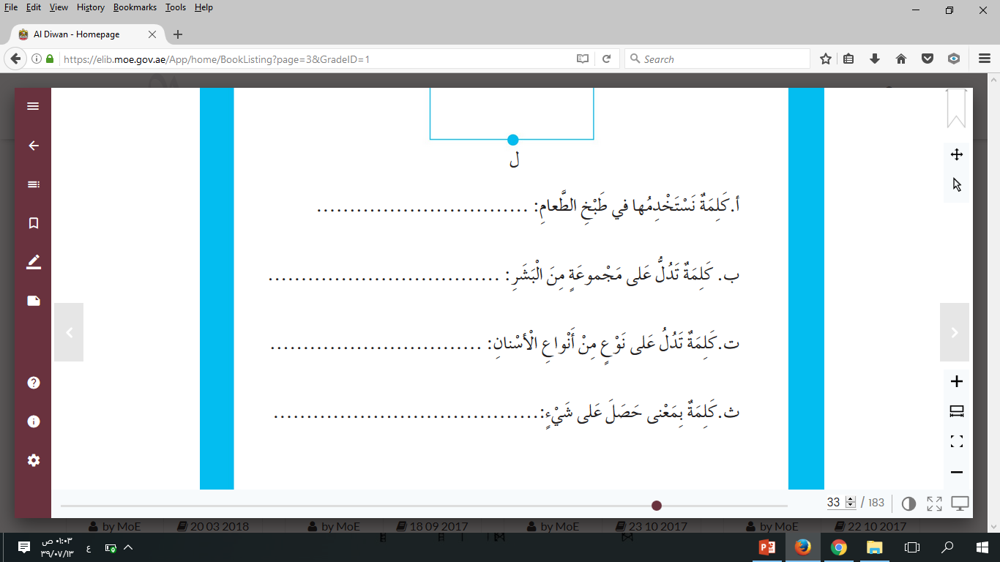 File Edit View History Bookmarks Tools Help
Al Diwan - Homepage
https://elib.moe.gov.ae/App/home/BookListing?page=3&GradeID=1
Search
ل
أ.كَلِمَةٌ نَسْتَخْدِمُها في طَبْخِ الطَّعامِ: ................................
ب. كَلِمَةٌ تَدُلُّ عَلى مَجْموعَةٍ مِنَ الْبَشَرِ: ...................................
ت.كَلِمَةٌ تَدُلُ عَلى نَوْعٍ مِنْ أَنْواعِ الْأسْنانِ: ................................
ث.كَلِمَةٌ بِمَعْنى حَصَلَ عَلى شَيْءٍ:........................................
33 / 183
by MoE 20 03 2018 by MoE 18 09 2017 by MoE 23 10 2017 by MoE 22 10 2017
ع ٠١:٠٣ ص
٣٩/٠٧/١٣